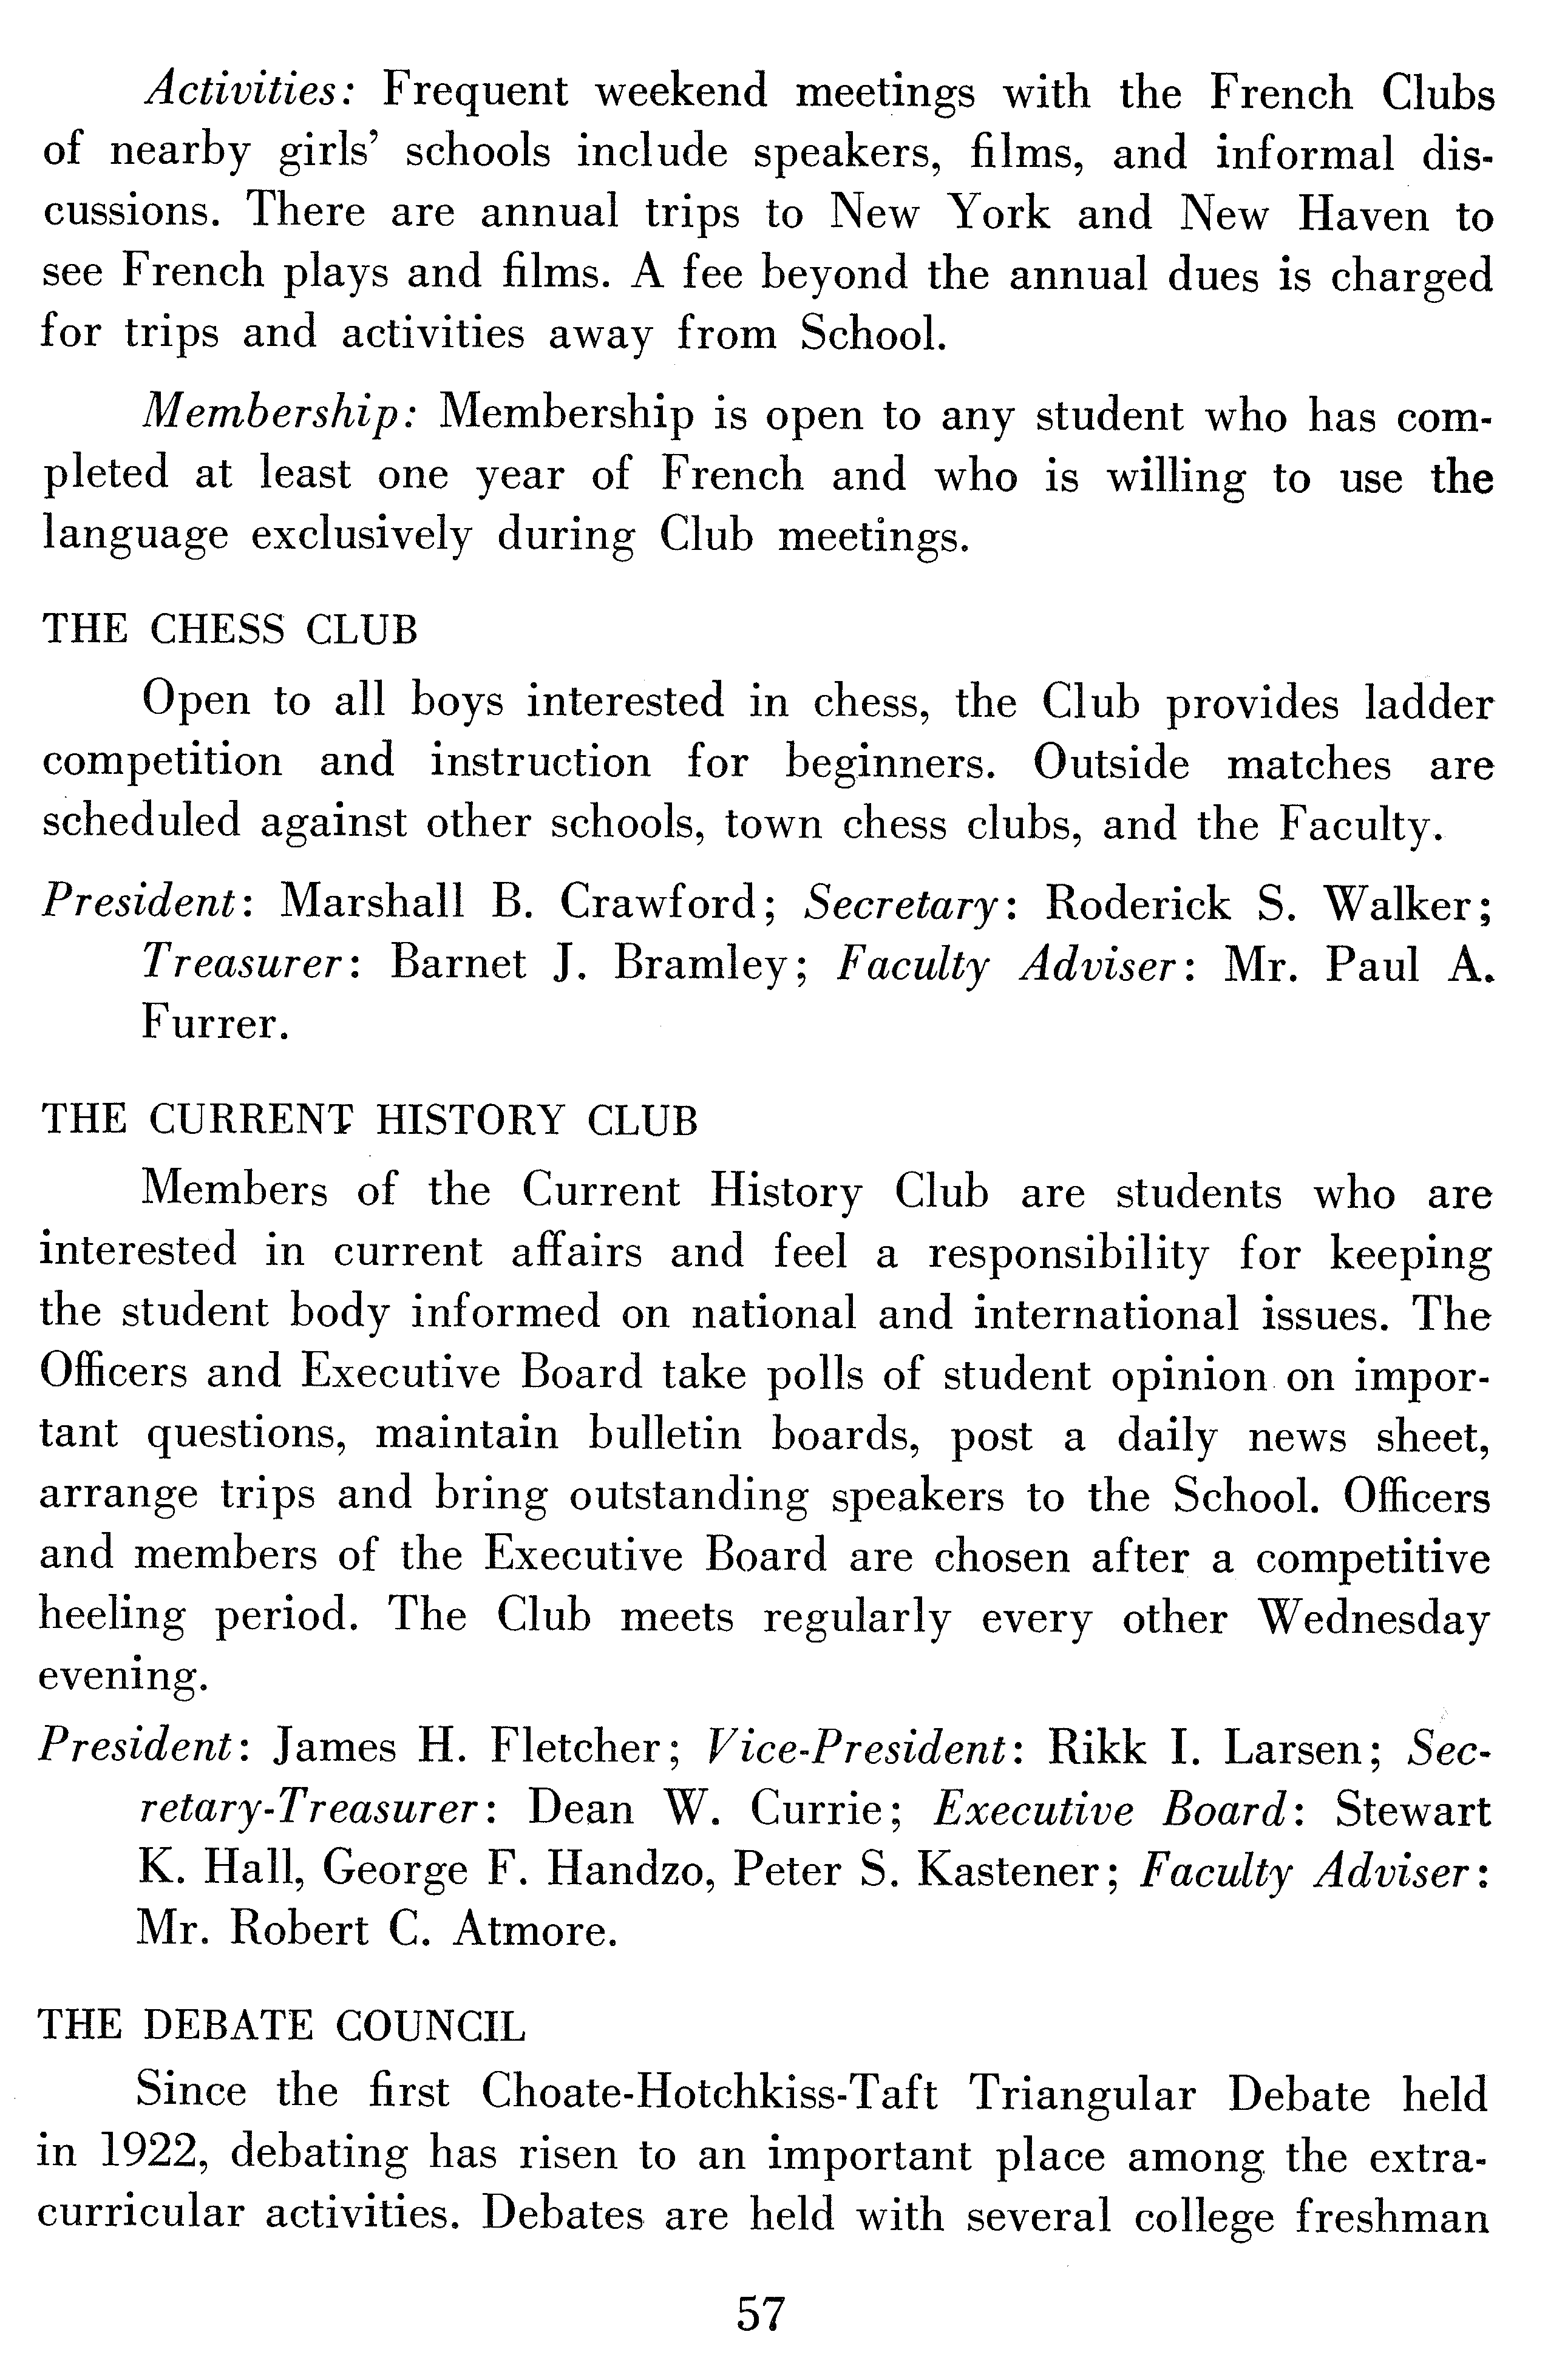 Activities: Frequent weekend meetings with the French Clubs
of nearby girls' schools include speakers, films, and informal dis-
cussions. There are annual trips to New York and New Haven to
see French plays and films. A fee beyond the annual dues is charged
for trips and activities away from School.
Membership: Membership is open to any student who has com-
pleted at least one year of French and who is willing to use the
language exclusively during Club meetings.
THE CHESS CLUB
Open to all boys interested in chess, the Club provides ladder
competition and instruction for beginners. Outside matches are
scheduled against other schools, town chess clubs, and the Faculty.
President: Marshall B. Crawford; Secretary: Roderick S. Walker;
Treasurer: Barnet J. Bramley; Faculty Adviser: Mr. Paul A.
Furrer.
THE CURRENT HISTORY CLUB
Members of the Current History Club are students who are
interested in current affairs and feel a responsibility for keeping
the student body informed on national and international issues. The
Officers and Executive Board take polls of student opinion on impor-
tant questions, maintain bulletin boards, post a daily news sheet,
arrange trips and bring outstanding speakers to the School. Officers
and members of the Executive Board are chosen after a competitive
heeling period. The Club meets regularly every other Wednesday
evening.
President: James H. Fletcher; Vice-President: Rikk I. Larsen; Sec-
retary-Treasurer: Dean W. Currie; Executive Board: Stewart
K. Hall, George F. Handzo, Peter S. Kastener; Faculty Adviser:
Mr. Robert C. Atmore.
THE DEBATE COUNCIL
Since the first Choate-Hotchkiss-Taft Triangular Debate held
in 1922, debating has risen to an important place among the extra-
curricular activities. Debates are held with several college freshman
57